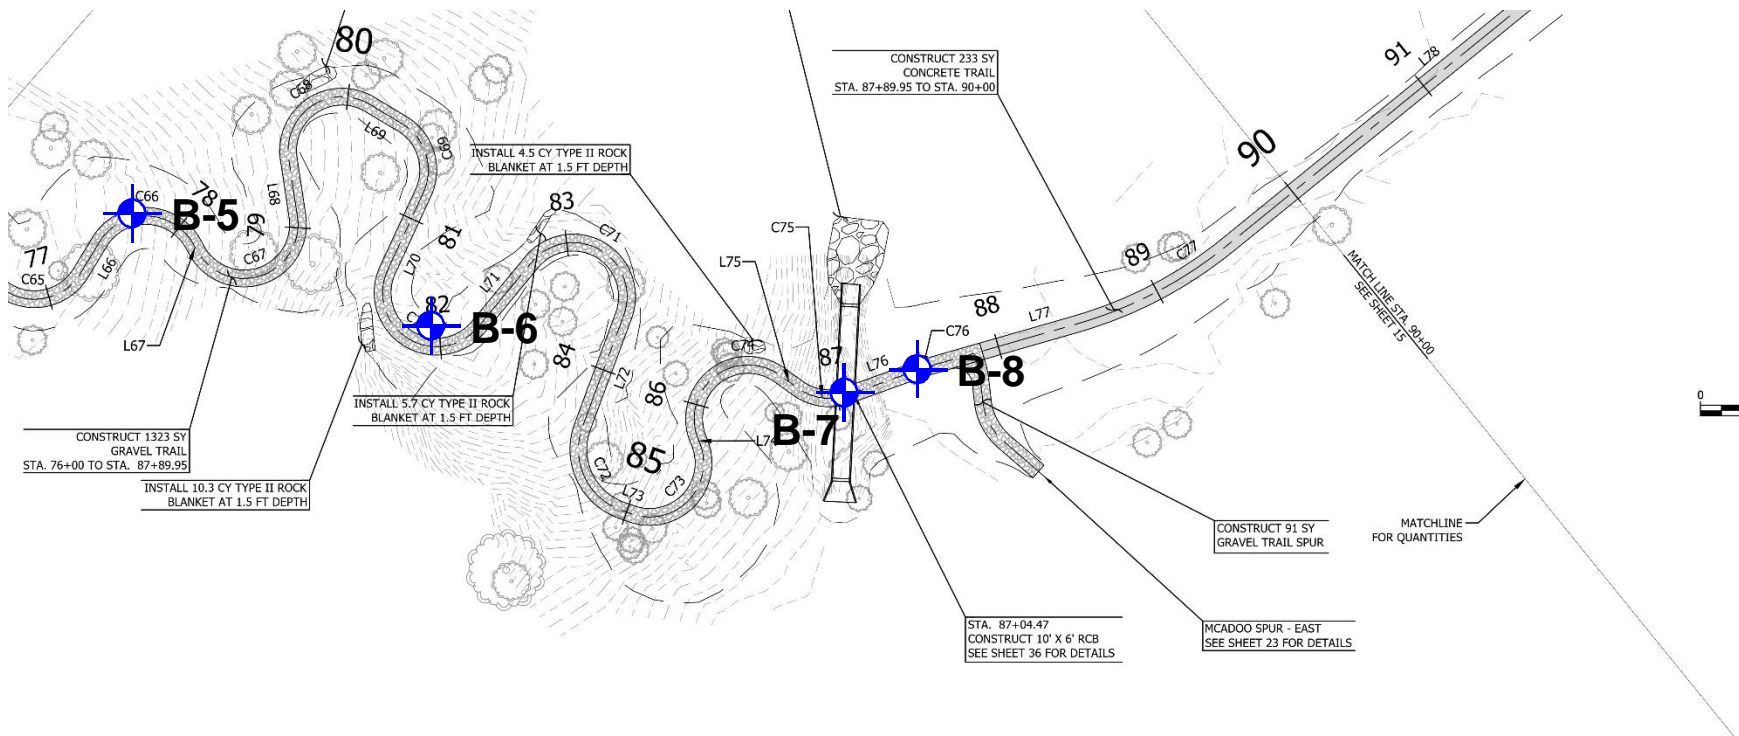 80
91
L78
CONSTRUCT 233 SY
CONCRETE TRAIL
STA. 87+89.95 TO STA. 90+00
C68
L69
C69
90
INSTALL 4.5 CY TYPE II ROCK
BLANKET AT 1.5 FT DEPTH
C66
78
L68
79
B-5
83
81
C71
C75
77
C65
L66
C67
L70
L71
L75
89
C77
MATCH LINE STA. 90+00
SEE SHEET 15
82
B-6
88
L77
L67
84
C74
87
L76
C76
B-8
L72
86
0
INSTALL 5.7 CY TYPE II ROCK
BLANKET AT 1.5 FT DEPTH
B-7
CONSTRUCT 1323 SY
GRAVEL TRAIL
STA. 76+00 TO STA. 87+89.95
85
C72
L73
C73
INSTALL 10.3 CY TYPE II ROCK
BLANKET AT 1.5 FT DEPTH
CONSTRUCT 91 SY
GRAVEL TRAIL SPUR
MATCHLINE
FOR QUANTITIES
STA. 87+04.47
CONSTRUCT 10' X 6' RCB
SEE SHEET 36 FOR DETAILS
MCADOO SPUR - EAST
SEE SHEET 23 FOR DETAILS